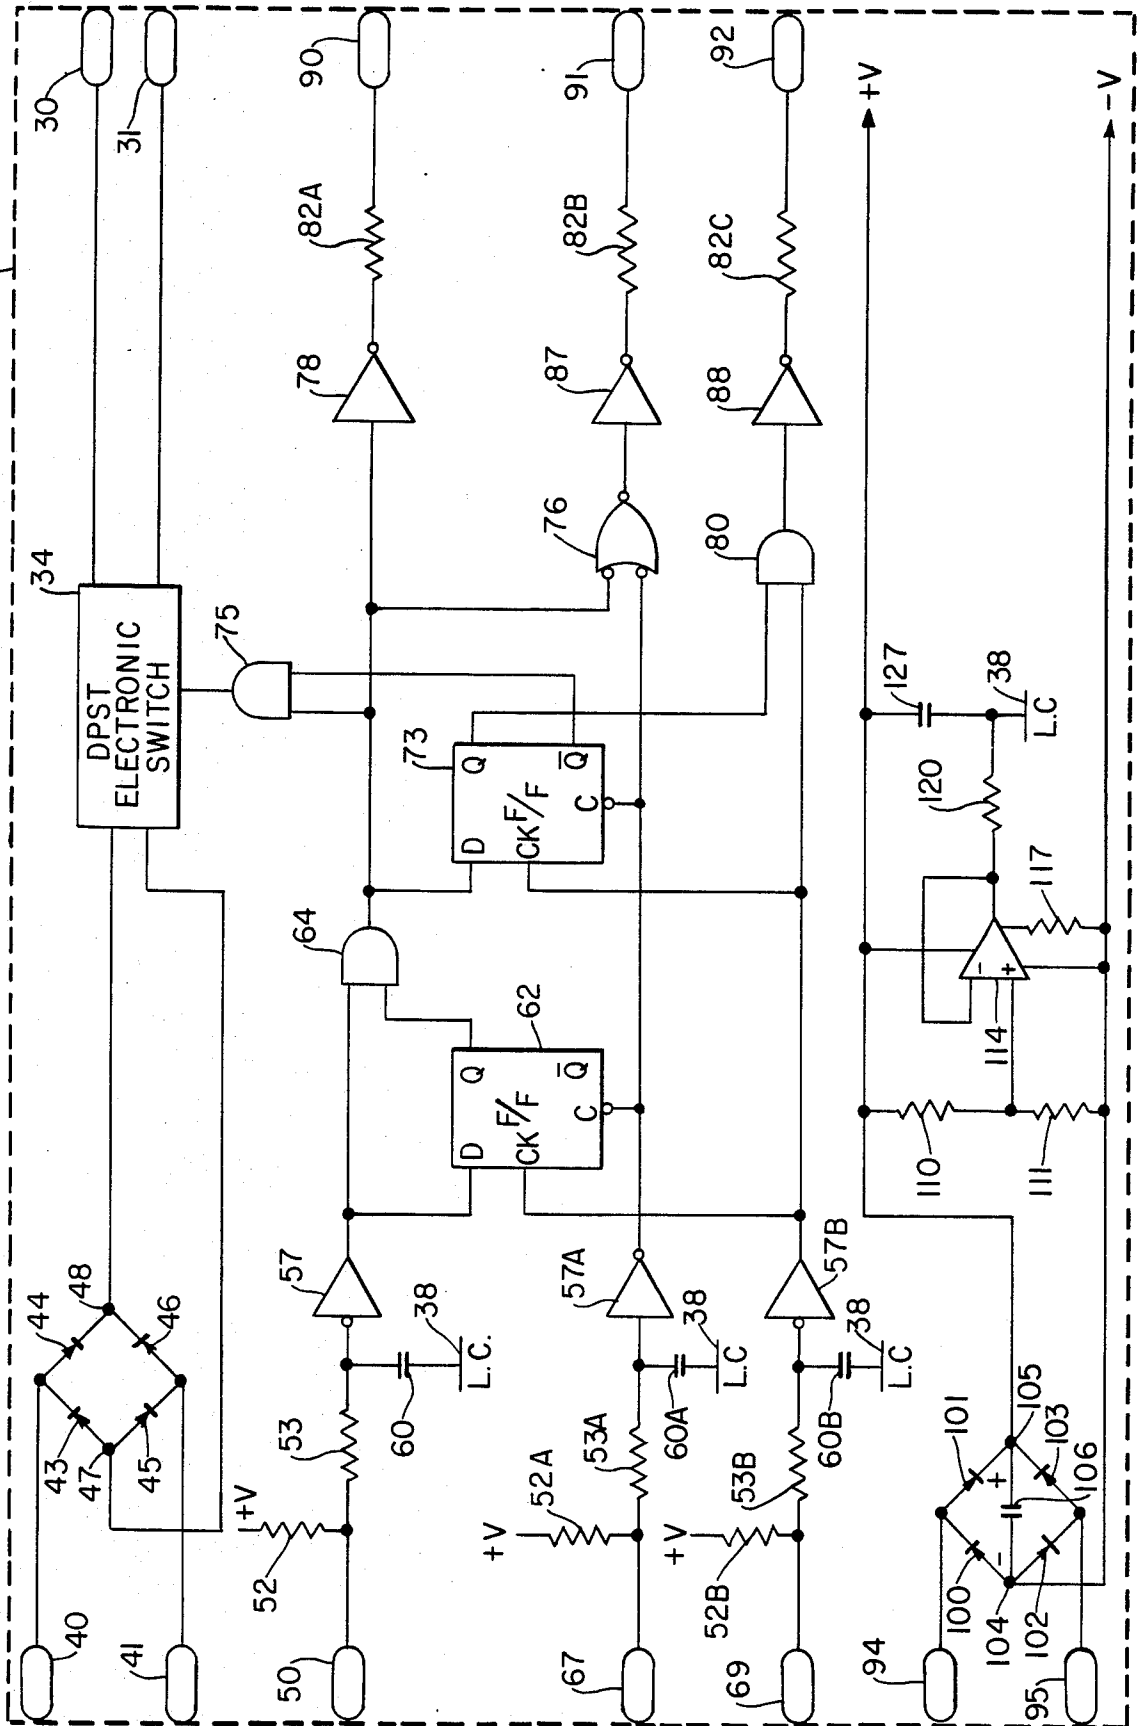 30
31
34
DPST
ELECTRONIC
SWITCH
44
48
46
43
47
45
40
41
90
82A
78
75
64
57
38
L.C.
60
53
+V
52
50
D
Q
62
CK F/F
C
Q̄
73
D
Q
CK F/F
C
Q̄
91
82B
87
76
57A
38
L.C
60A
53A
52A
+V
67
92
82C
88
80
57B
38
L.C
60B
53B
+V
52B
69
+V
-V
127
38
L.C
120
117
-
+
114
110
111
101
105
103
+
106
-
100
104
102
94
95